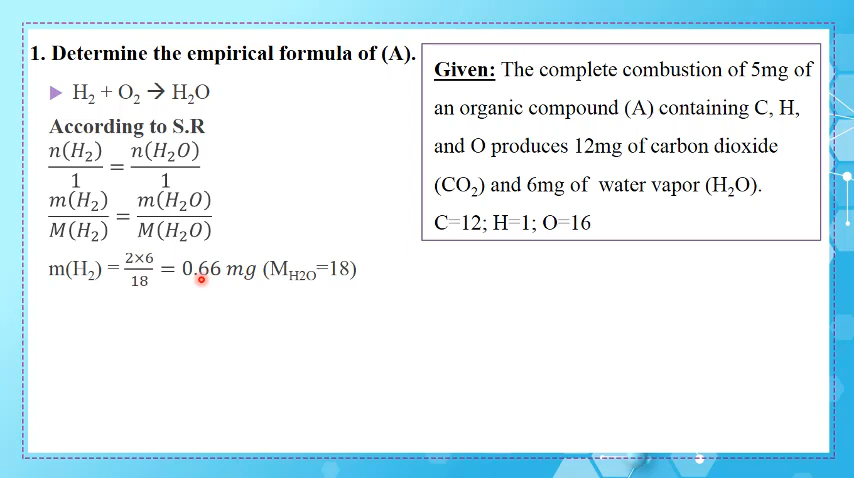 1. Determine the empirical formula of (A).
▶ H₂ + O₂ → H₂O
According to S.R
n(H₂)/1 = n(H₂O)/1
m(H₂)/M(H₂) = m(H₂O)/M(H₂O)
m(H₂) = 2×6/18 = 0.66 mg (M_H2O=18)
Given: The complete combustion of 5mg of
an organic compound (A) containing C, H,
and O produces 12mg of carbon dioxide
(CO₂) and 6mg of water vapor (H₂O).
C=12; H=1; O=16